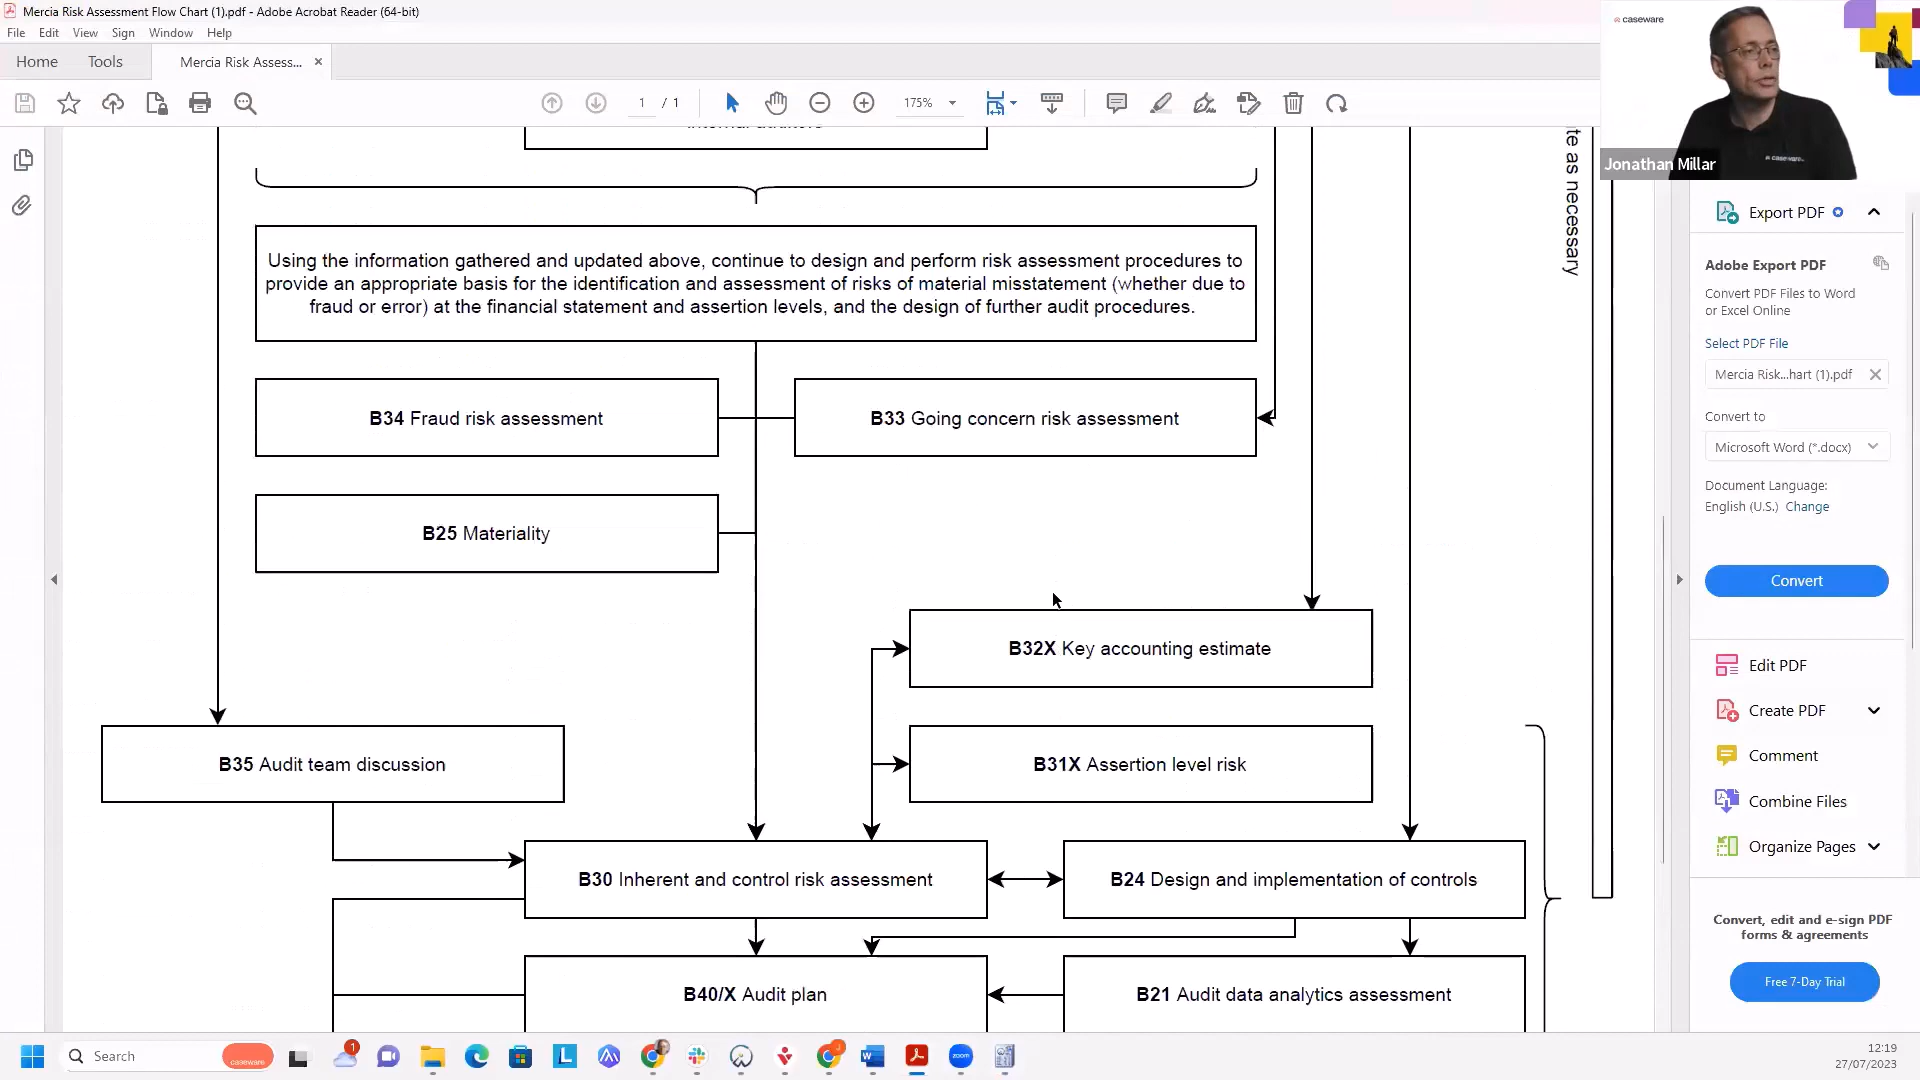 Mercia Risk Assessment Flow Chart (1).pdf - Adobe Acrobat Reader (64-bit)
File Edit View Sign Window Help
Home Tools Mercia Risk Assess... ×
1 / 1 175%
caseware
caseware
Jonathan Millar
te as necessary
internal auditors
Using the information gathered and updated above, continue to design and perform risk assessment procedures to
provide an appropriate basis for the identification and assessment of risks of material misstatement (whether due to
fraud or error) at the financial statement and assertion levels, and the design of further audit procedures.
B34 Fraud risk assessment
B33 Going concern risk assessment
B25 Materiality
B32X Key accounting estimate
B35 Audit team discussion
B31X Assertion level risk
B30 Inherent and control risk assessment
B24 Design and implementation of controls
B40/X Audit plan
B21 Audit data analytics assessment
Export PDF
Adobe Export PDF
Convert PDF Files to Word
or Excel Online
Select PDF File
Mercia Risk...hart (1).pdf
Convert to
Microsoft Word (*.docx)
Document Language:
English (U.S.) Change
Convert
Edit PDF
Create PDF
Comment
Combine Files
Organize Pages
Convert, edit and e-sign PDF
forms & agreements
Free 7-Day Trial
Search
caseware
1
L
zoom
12:19
27/07/2023